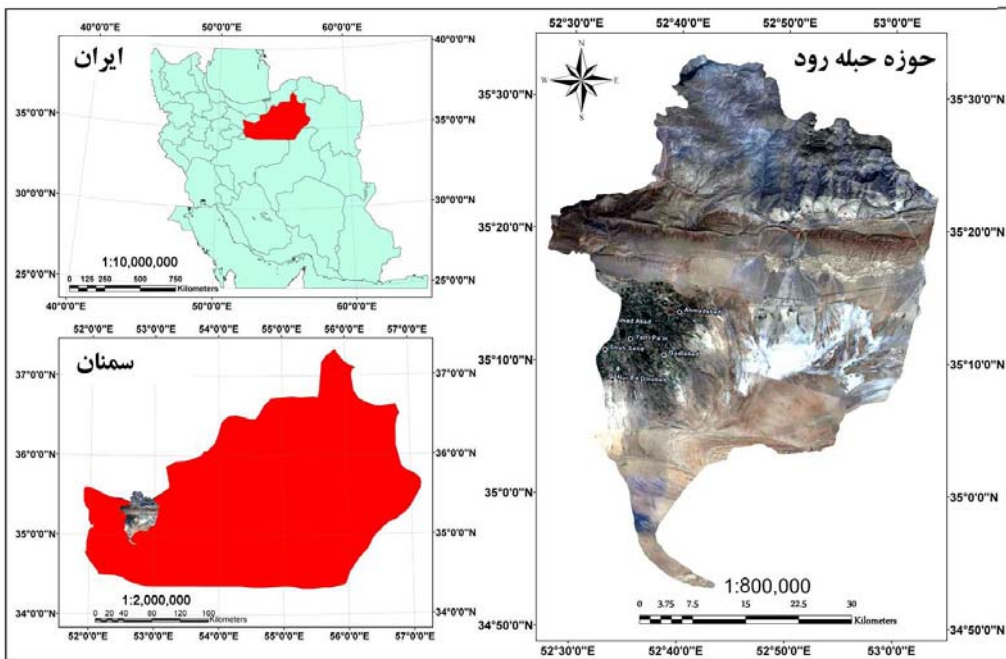 50°0'0"E 60°0'0"E
40°0'0"N
ایران
40°0'0"N
35°0'0"N
35°0'0"N
30°0'0"N
30°0'0"N
25°0'0"N
25°0'0"N
1:10,000,000
0 125 250 500 750
Kilometers
40°0'0"E 50°0'0"E 60°0'0"E
52°0'0"E 53°0'0"E 54°0'0"E 55°0'0"E 56°0'0"E 57°0'0"E
سمنان
37°0'0"N
37°0'0"N
36°0'0"N
36°0'0"N
35°0'0"N
35°0'0"N
34°0'0"N
34°0'0"N
1:2,000,000
0 20 40 80 120 160
Kilometers
52°0'0"E 53°0'0"E 54°0'0"E 55°0'0"E 56°0'0"E 57°0'0"E
52°30'0"E 52°40'0"E 52°50'0"E 53°0'0"E
حوزه حبله رود
N
W E
S
35°30'0"N
35°30'0"N
35°20'0"N
35°20'0"N
Ahmadabad
35°10'0"N
35°10'0"N
35°0'0"N
35°0'0"N
1:800,000
0 3.75 7.5 15 22.5 30
Kilometers
34°50'0"N
34°50'0"N
52°30'0"E 52°40'0"E 52°50'0"E 53°0'0"E